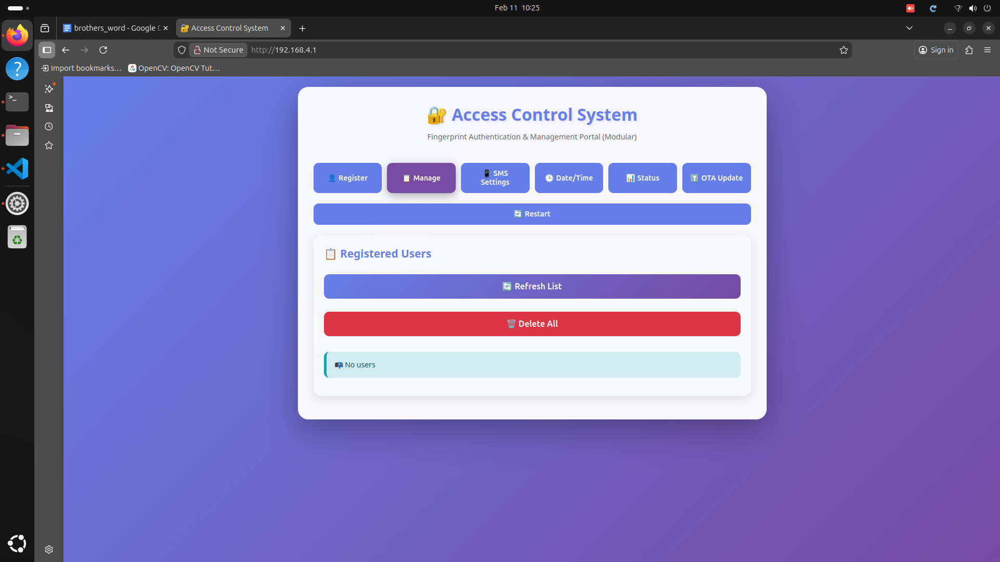 Feb 11 10:25
brothers_word - Google D
Access Control System
Not Secure
http://192.168.4.1
Sign in
Import bookmarks...
OpenCV: OpenCV Tut...
🔐 Access Control System
Fingerprint Authentication & Management Portal (Modular)
👤 Register
📋 Manage
📱 SMS
Settings
🕒 Date/Time
📊 Status
⬆️ OTA Update
🔄 Restart
📋 Registered Users
🔄 Refresh List
🗑️ Delete All
📭 No users